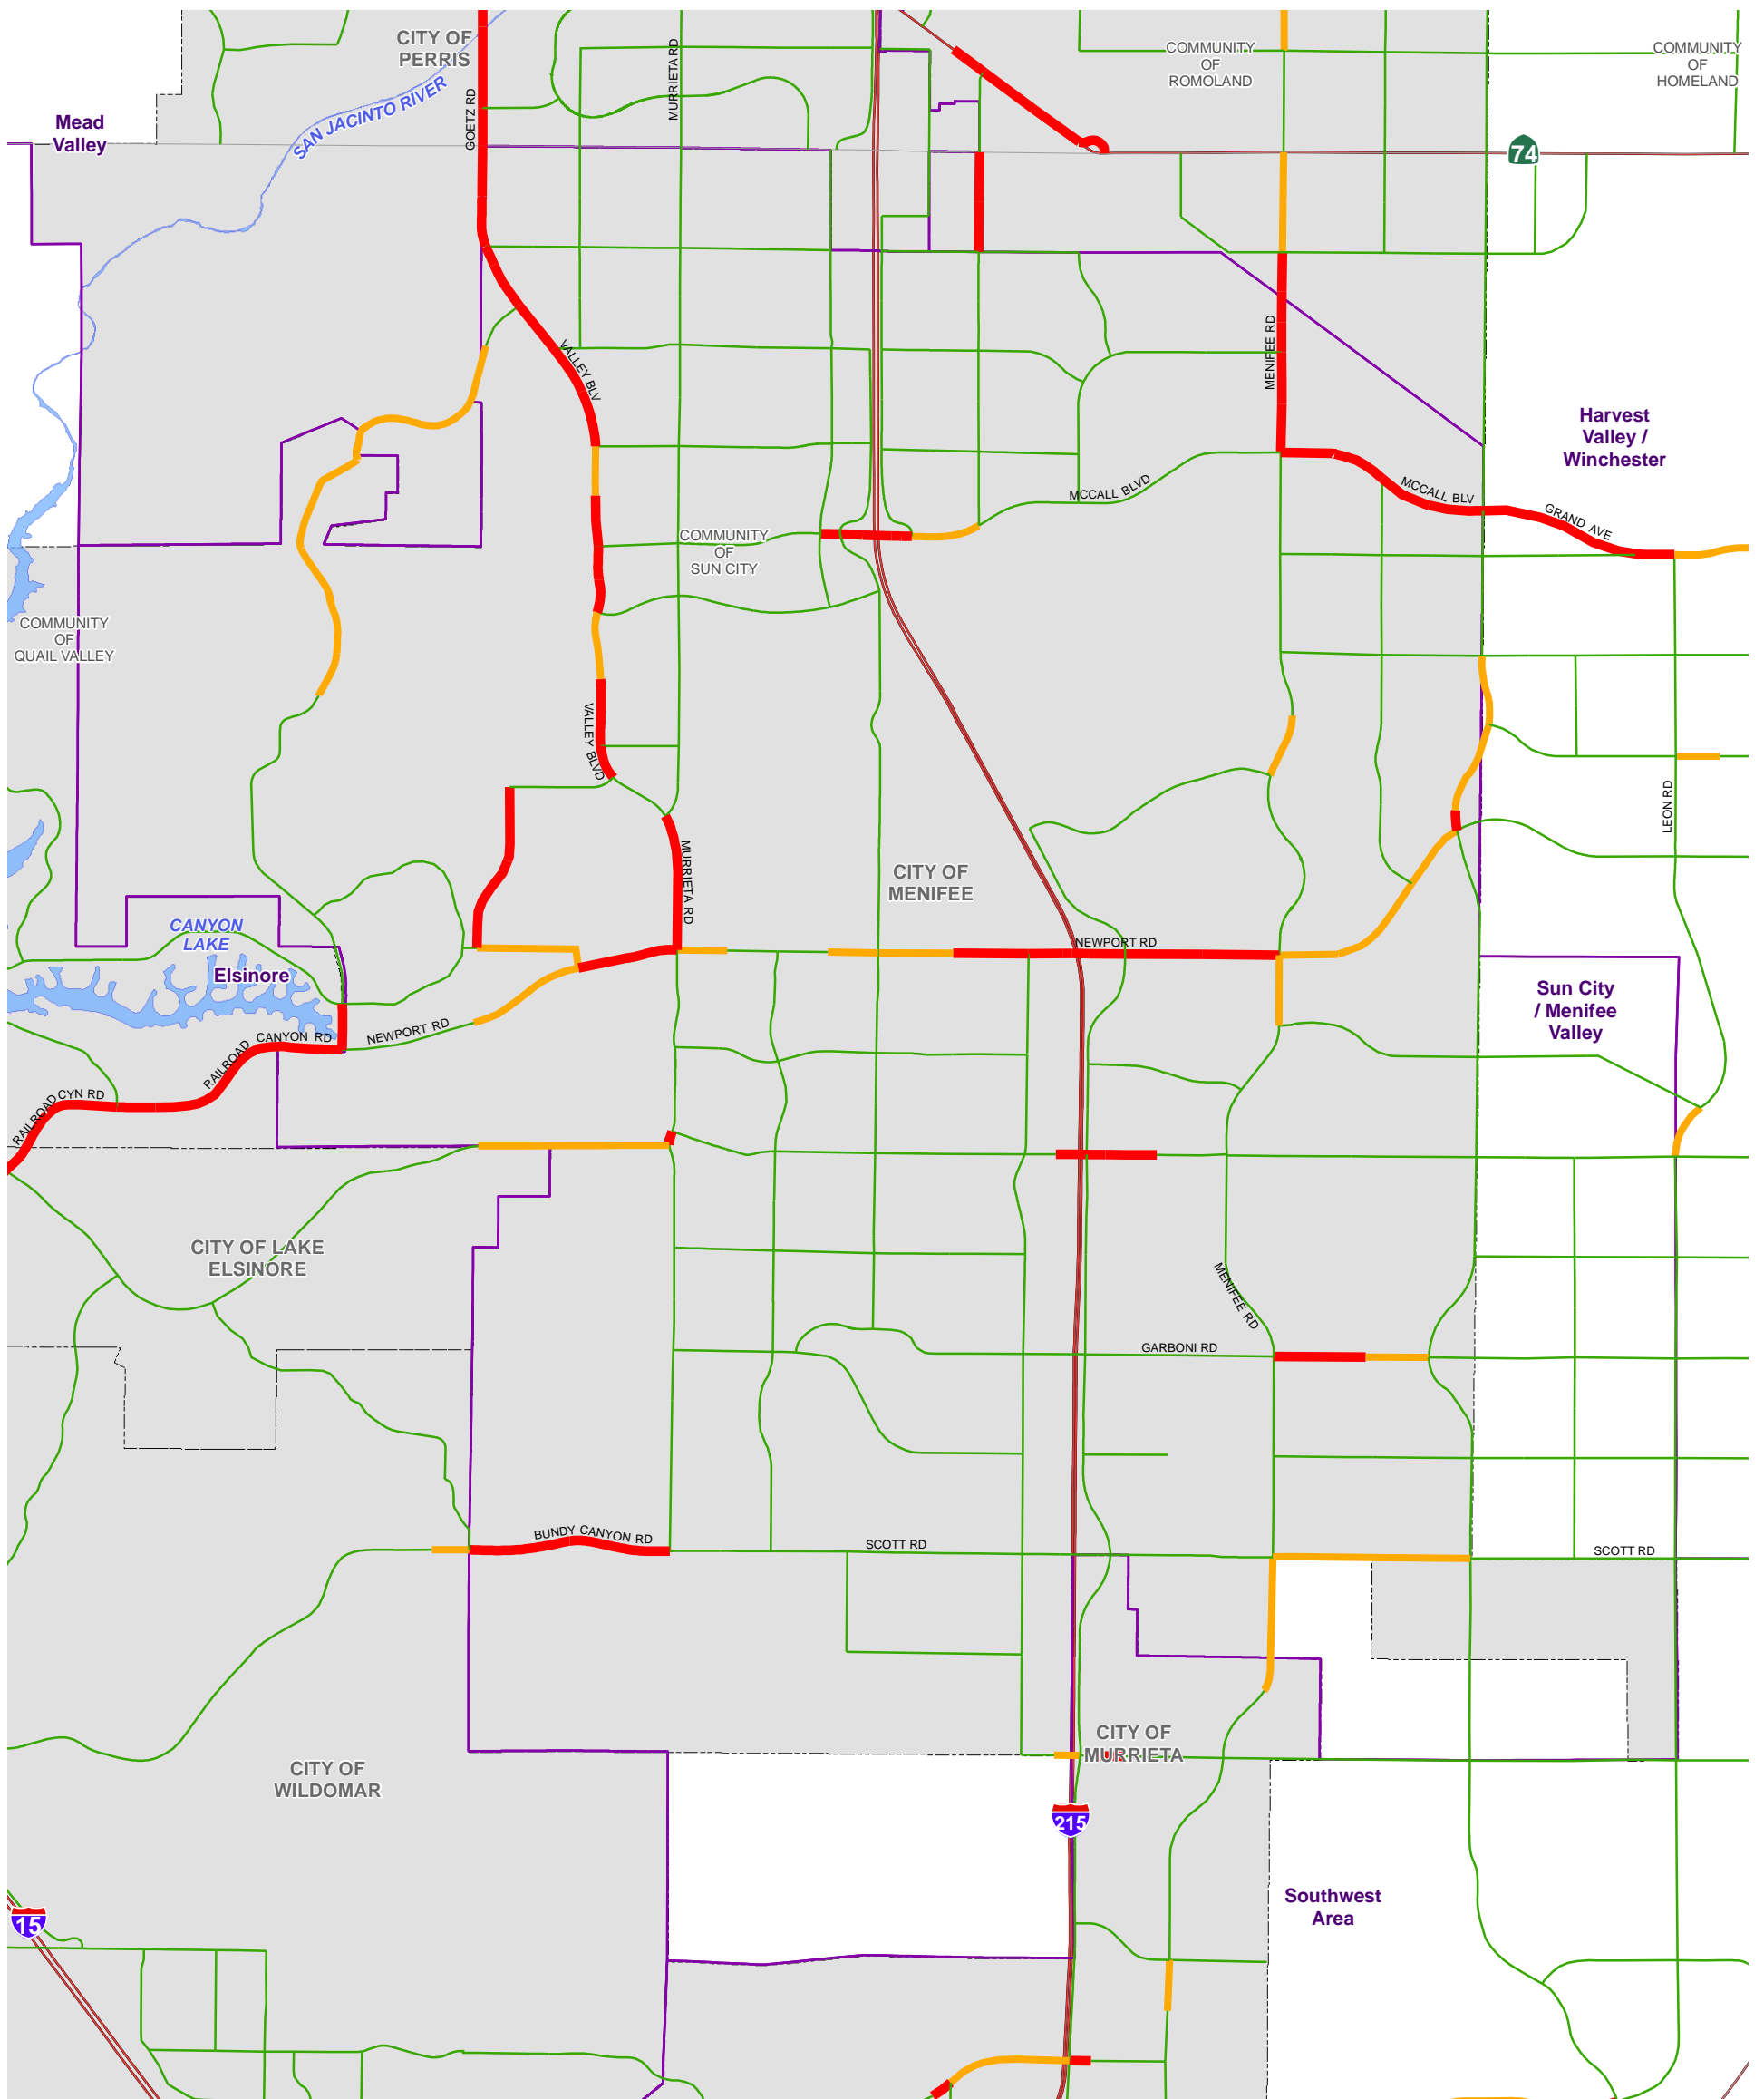 CITY OF
PERRIS
MURRIETA RD
COMMUNITY
OF
ROMOLAND
COMMUNITY
OF
HOMELAND
GOETZ RD
SAN JACINTO RIVER
Mead
Valley
74
VALLEY BLV
MENIFEE RD
Harvest
Valley /
Winchester
MCCALL BLVD
MCCALL BLV
GRAND AVE
COMMUNITY
OF
SUN CITY
COMMUNITY
OF
QUAIL VALLEY
VALLEY BLVD
LEON RD
MURRIETA RD
CITY OF
MENIFEE
CANYON
LAKE
NEWPORT RD
Elsinore
Sun City
/ Menifee
Valley
RAILROAD CANYON RD
NEWPORT RD
RAILROAD CYN RD
CITY OF LAKE
ELSINORE
MENIFEE RD
GARBONI RD
BUNDY CANYON RD
SCOTT RD
SCOTT RD
CITY OF
MURRIETA
CITY OF
WILDOMAR
215
Southwest
Area
15